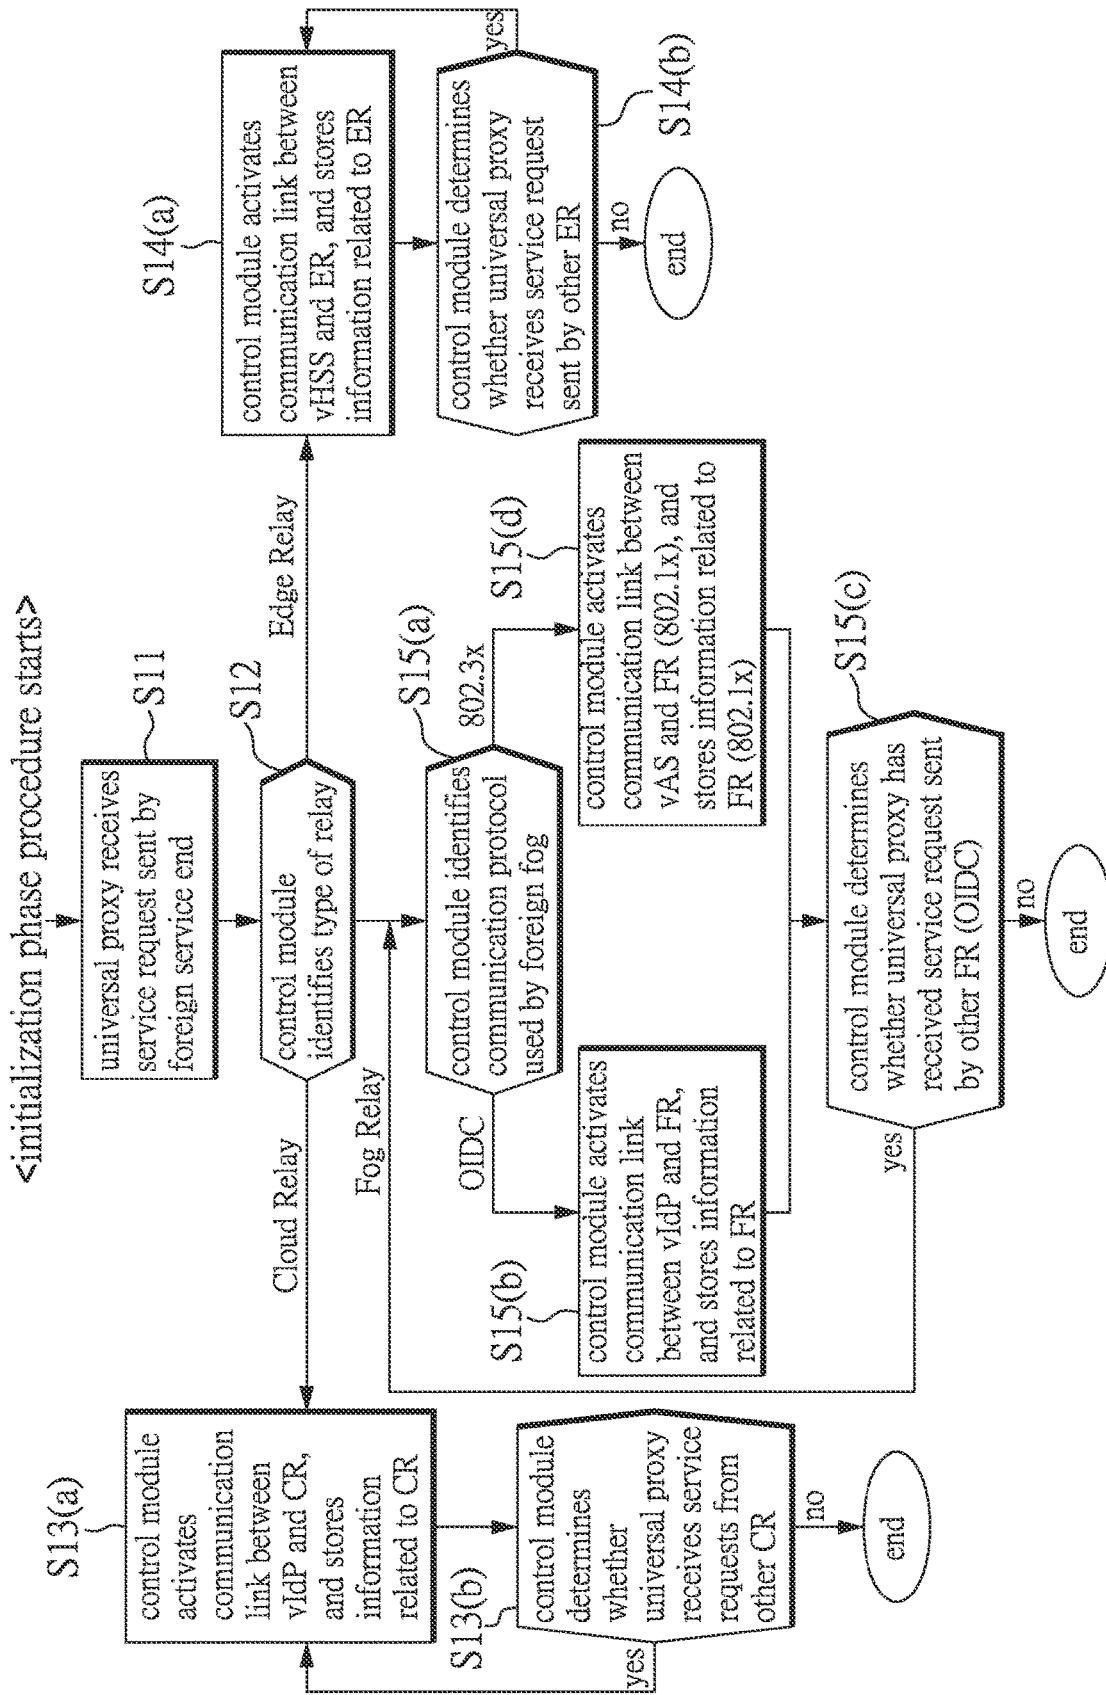 <initialization phase procedure starts>
universal proxy receives
service request sent by
foreign service end
S11
control module
identifies type of relay
S12
Cloud Relay
Fog Relay
Edge Relay
S13(a)
control module
activates
communication
link between
vIdP and CR,
and stores
information
related to CR
S13(b)
control module
determines
whether
universal proxy
receives service
requests from
other CR
yes
no
end
S15(a)
control module identifies
communication protocol
used by foreign fog
OIDC
802.3x
S15(b)
control module activates
communication link
between vIdP and FR,
and stores information
related to FR
S15(d)
control module activates
communication link between
vAS and FR (802.1x), and
stores information related to
FR (802.1x)
S15(c)
control module determines
whether universal proxy has
received service request sent
by other FR (OIDC)
yes
no
end
S14(a)
control module activates
communication link between
vHSS and ER, and stores
information related to ER
S14(b)
control module determines
whether universal proxy
receives service request
sent by other ER
yes
no
end